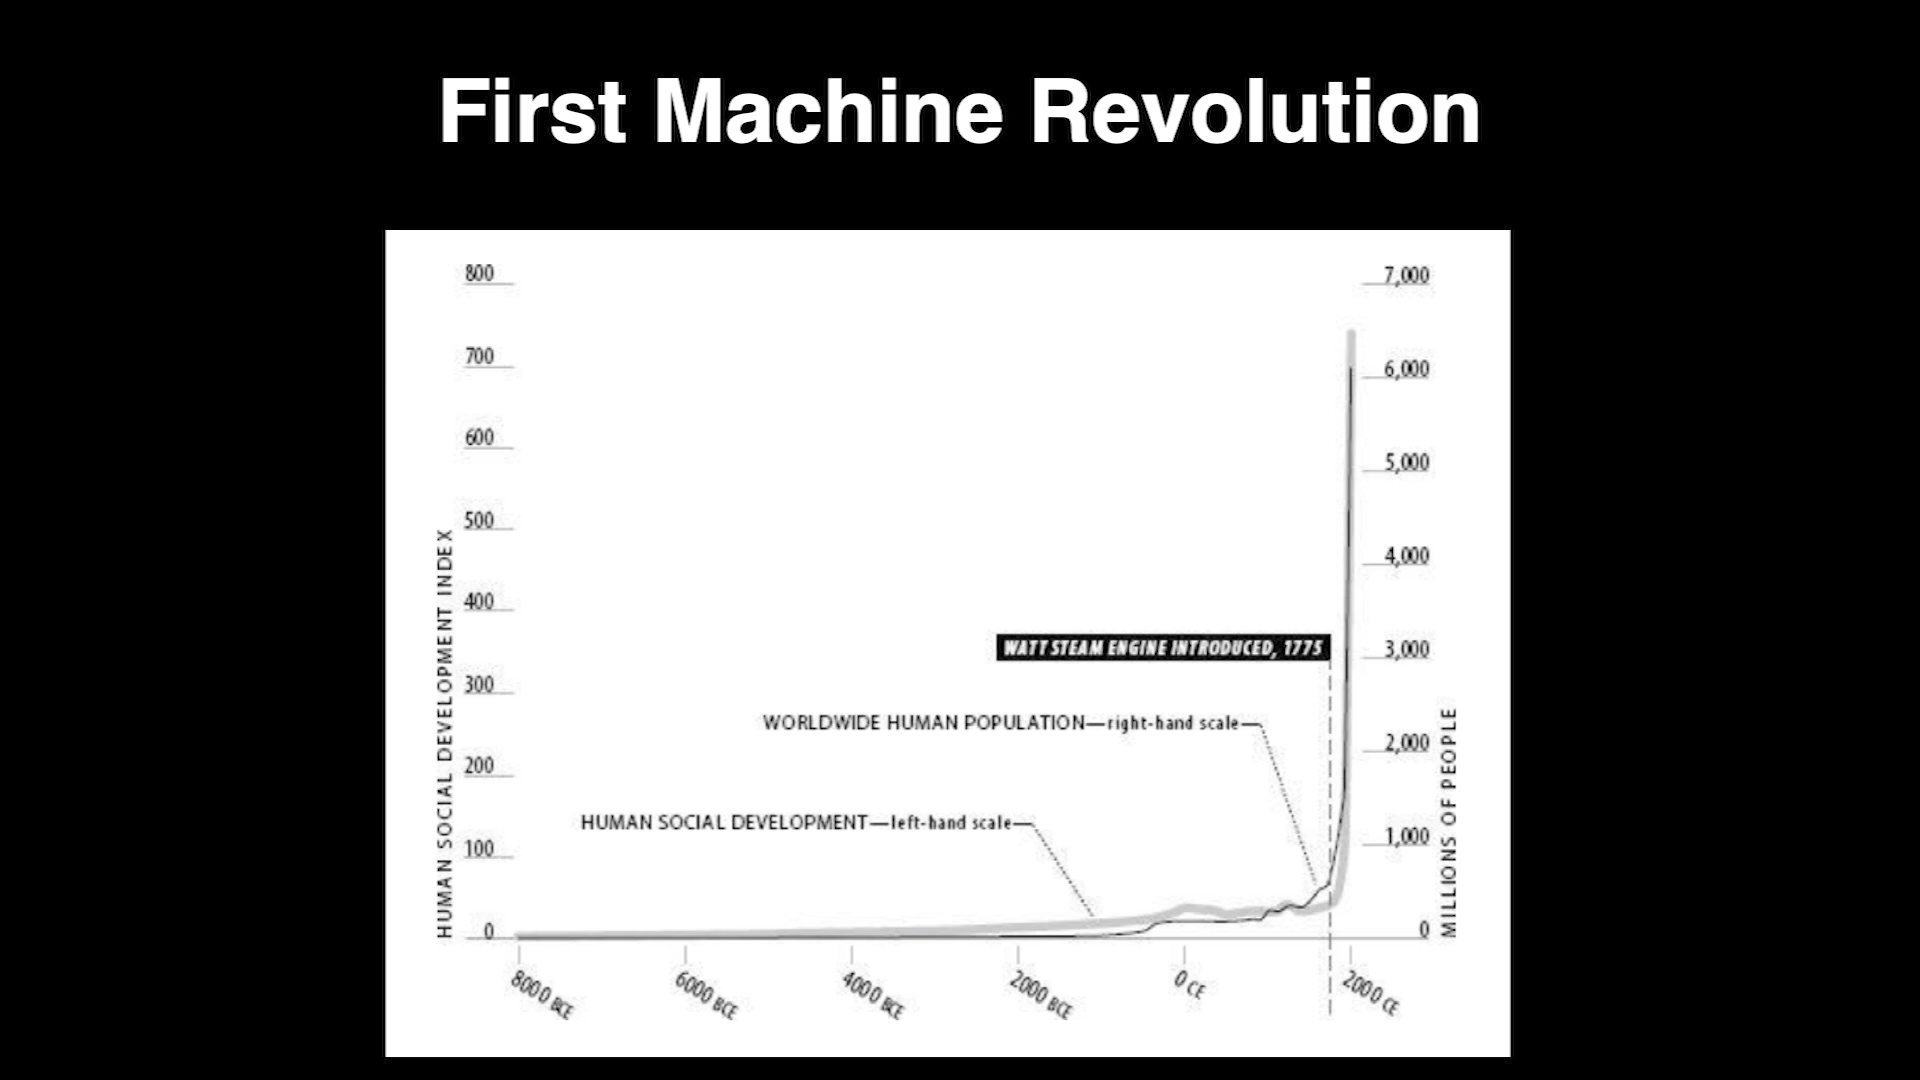 First Machine Revolution
800
700
600
500
400
300
200
100
0
HUMAN SOCIAL DEVELOPMENT INDEX
7,000
6,000
5,000
4,000
3,000
2,000
1,000
0
MILLIONS OF PEOPLE
WATT STEAM ENGINE INTRODUCED, 1775
WORLDWIDE HUMAN POPULATION—right-hand scale—
HUMAN SOCIAL DEVELOPMENT—left-hand scale—
8000 BCE
6000 BCE
4000 BCE
2000 BCE
0 CE
2000 CE